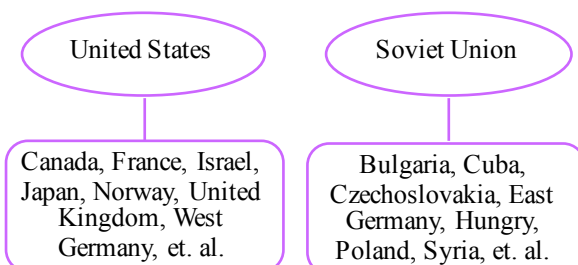 United States
Soviet Union
Canada, France, Israel,
Japan, Norway, United
Kingdom, West
Germany, et. al.
Bulgaria, Cuba,
Czechoslovakia, East
Germany, Hungry,
Poland, Syria, et. al.